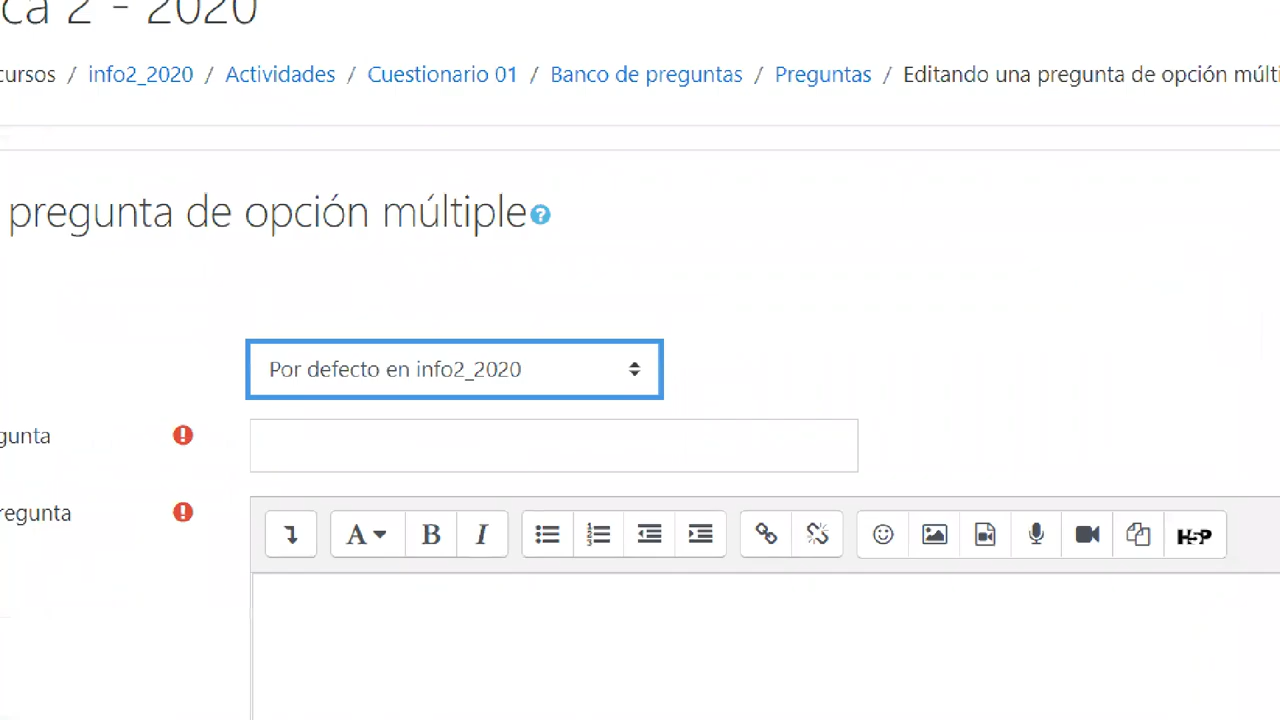 ca 2 - 2020
cursos / info2_2020 / Actividades / Cuestionario 01 / Banco de preguntas / Preguntas / Editando una pregunta de opción múlti
pregunta de opción múltiple
Por defecto en info2_2020
gunta
regunta
A B I H5P